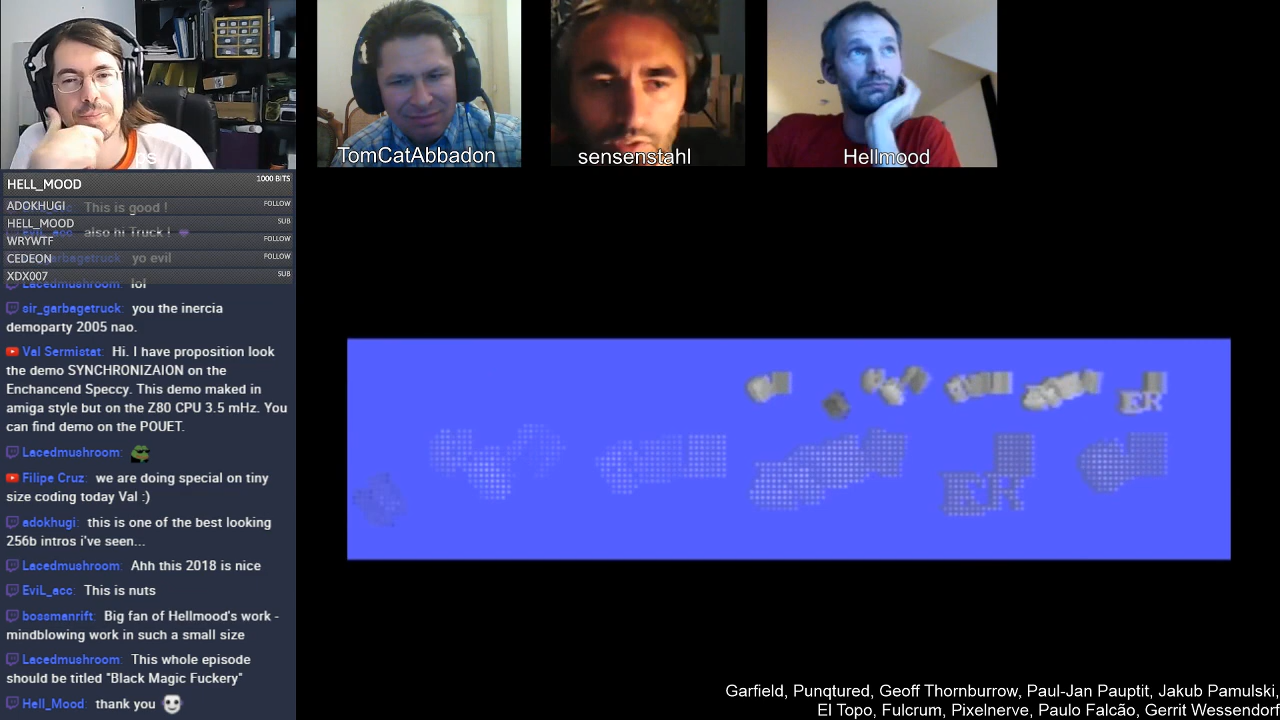 ps
TomCatAbbadon
sensenstahl
Hellmood
HELL_MOOD 1000 BITS
ADOKHUGI FOLLOW
This is good !
HELL_MOOD SUB
also hi Truck !
WRYWTF FOLLOW
CEDEON FOLLOW
yo evil
XDX007 SUB
Lacedmushroom: lol
sir_garbagetruck: you the inercia
demoparty 2005 nao.
Val Sermistat: Hi. I have proposition look
the demo SYNCHRONIZAION on the
Enchancend Speccy. This demo maked in
amiga style but on the Z80 CPU 3.5 mHz. You
can find demo on the POUET.
Lacedmushroom:
Filipe Cruz: we are doing special on tiny
size coding today Val :)
adokhugi: this is one of the best looking
256b intros i've seen...
Lacedmushroom: Ahh this 2018 is nice
EviL_acc: This is nuts
bossmanrift: Big fan of Hellmood's work -
mindblowing work in such a small size
Lacedmushroom: This whole episode
should be titled "Black Magic Fuckery"
Hell_Mood: thank you
ER
ER
Garfield, Punqtured, Geoff Thornburrow, Paul-Jan Pauptit, Jakub Pamulski,
El Topo, Fulcrum, Pixelnerve, Paulo Falcão, Gerrit Wessendorf